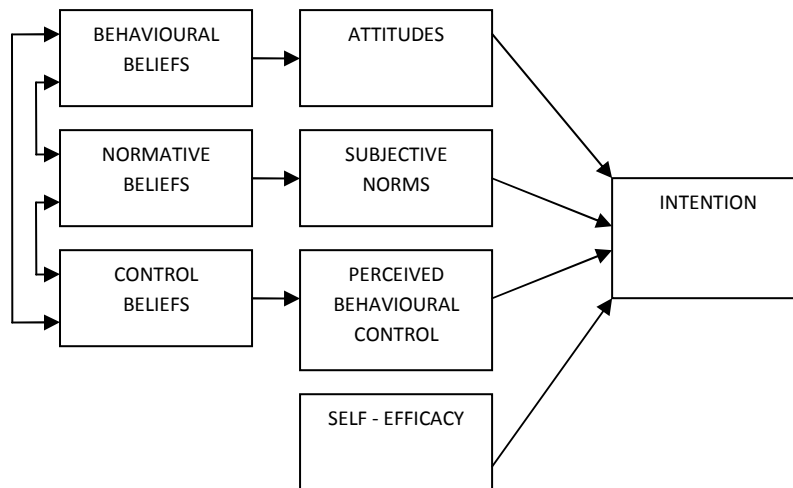 BEHAVIOURAL
BELIEFS
ATTITUDES
NORMATIVE
BELIEFS
SUBJECTIVE
NORMS
INTENTION
CONTROL
BELIEFS
PERCEIVED
BEHAVIOURAL
CONTROL
SELF - EFFICACY